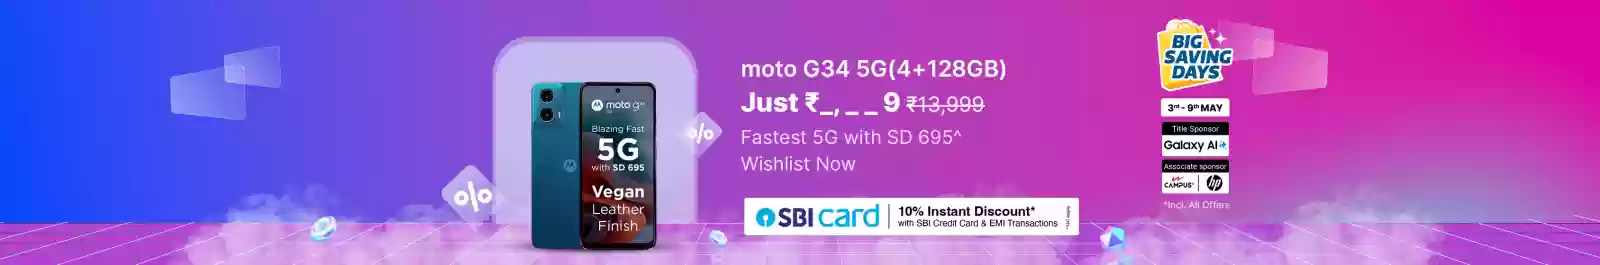 moto g34
Blazing Fast
5G
with SD 695
Vegan
Leather
Finish
moto G34 5G(4+128GB)
Just ₹_,_ _ 9 ₹13,999
Fastest 5G with SD 695^
Wishlist Now
SBI card
10% Instant Discount*
with SBI Credit Card & EMI Transactions
BIG
SAVING
DAYS
3rd - 9th MAY
Title Sponsor
Galaxy AI
Associate sponsor
CAMPUS
hp
*Incl. All Offers
%
%